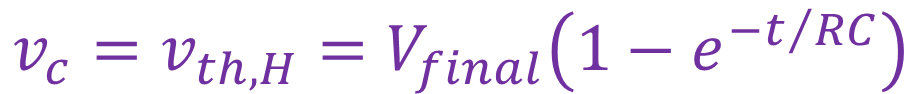 v_c = v_{th,H} = V_{final}(1 − e^{−t/RC})